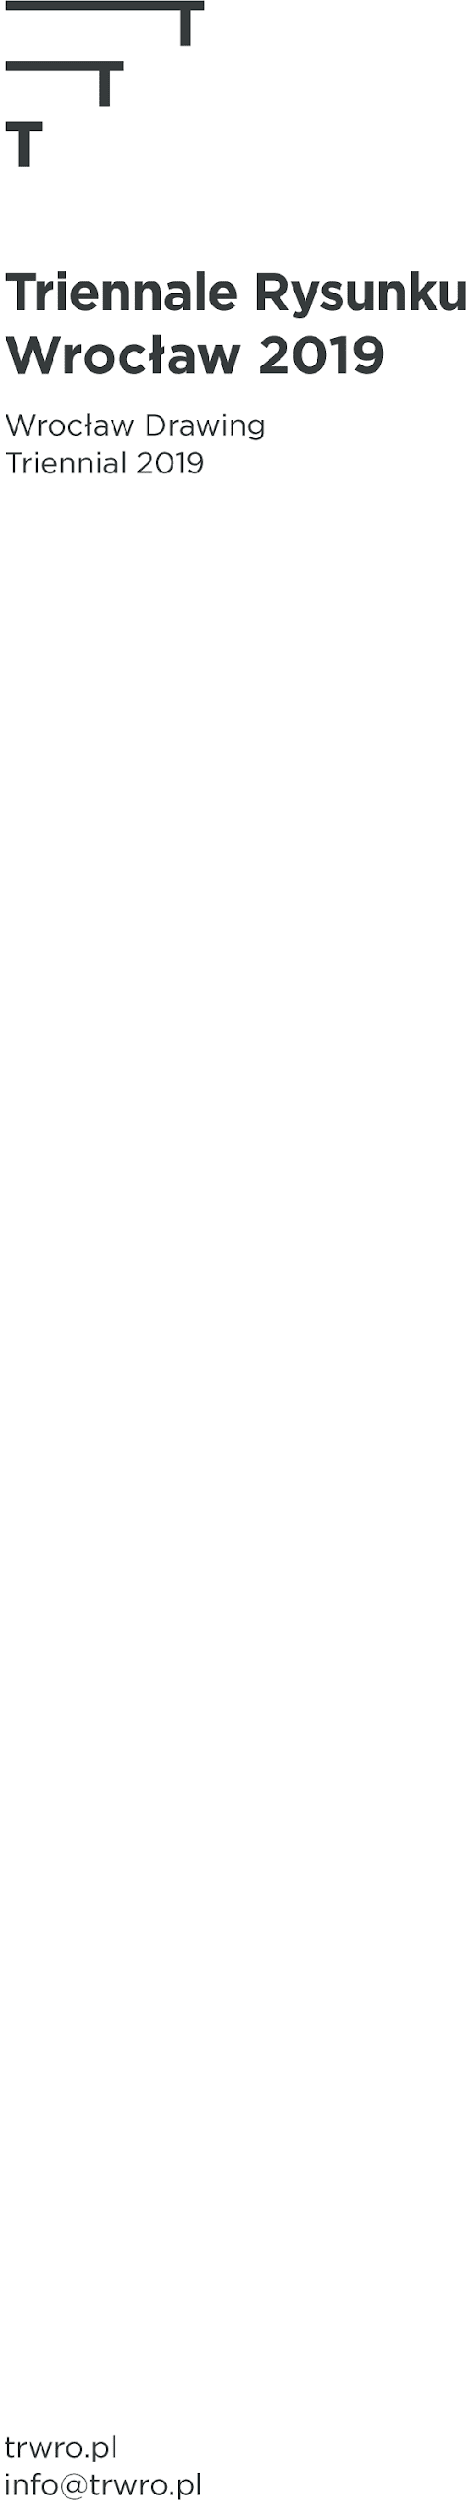 T
T
T
Triennale Rysunku
Wrocław 2019
Wrocław Drawing
Triennial 2019
trwro.pl
info@trwro.pl